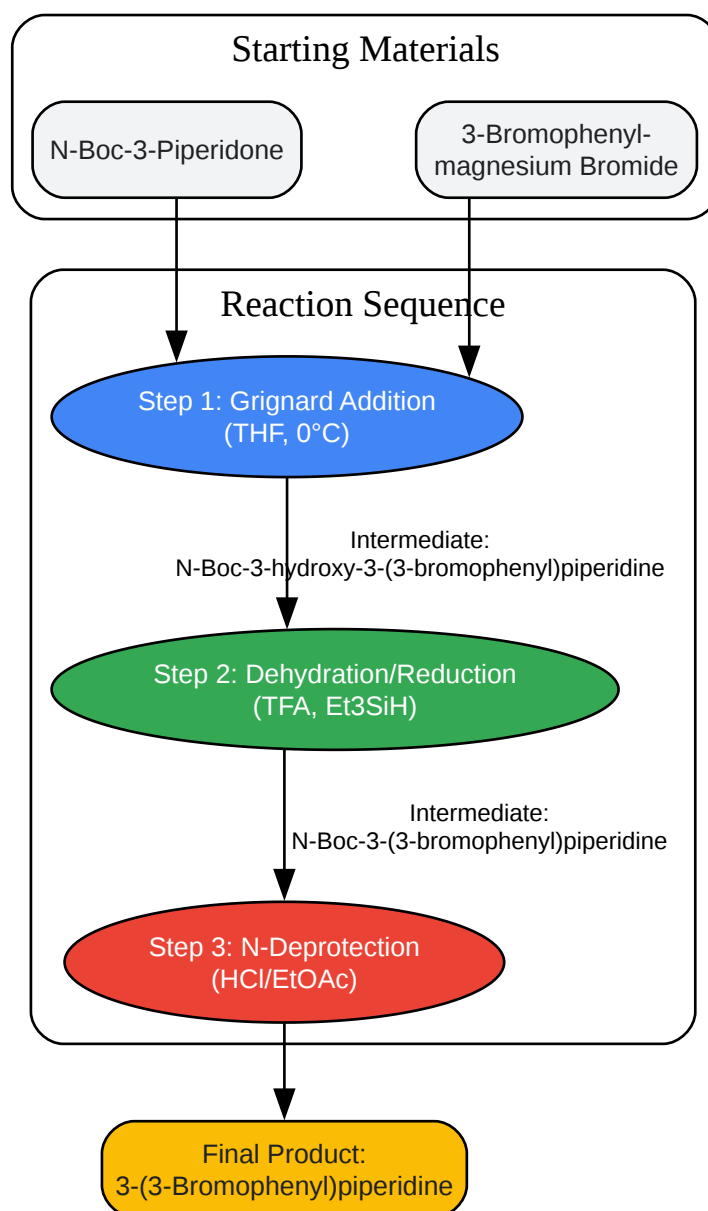 Starting Materials
N-Boc-3-Piperidone
3-Bromophenyl-
magnesium Bromide
Reaction Sequence
Step 1: Grignard Addition
(THF, 0°C)
Intermediate:
N-Boc-3-hydroxy-3-(3-bromophenyl)piperidine
Step 2: Dehydration/Reduction
(TFA, Et3SiH)
Intermediate:
N-Boc-3-(3-bromophenyl)piperidine
Step 3: N-Deprotection
(HCl/EtOAc)
Final Product:
3-(3-Bromophenyl)piperidine